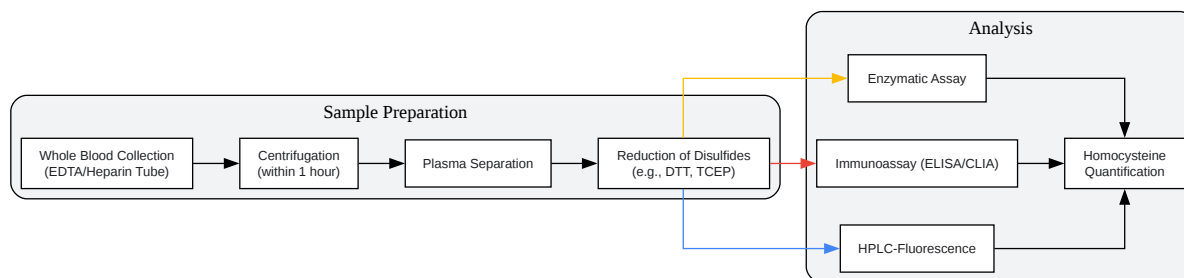 Analysis
Enzymatic Assay
Sample Preparation
Whole Blood Collection
(EDTA/Heparin Tube)
Centrifugation
(within 1 hour)
Plasma Separation
Reduction of Disulfides
(e.g., DTT, TCEP)
Immunoassay (ELISA/CLIA)
Homocysteine
Quantification
HPLC-Fluorescence